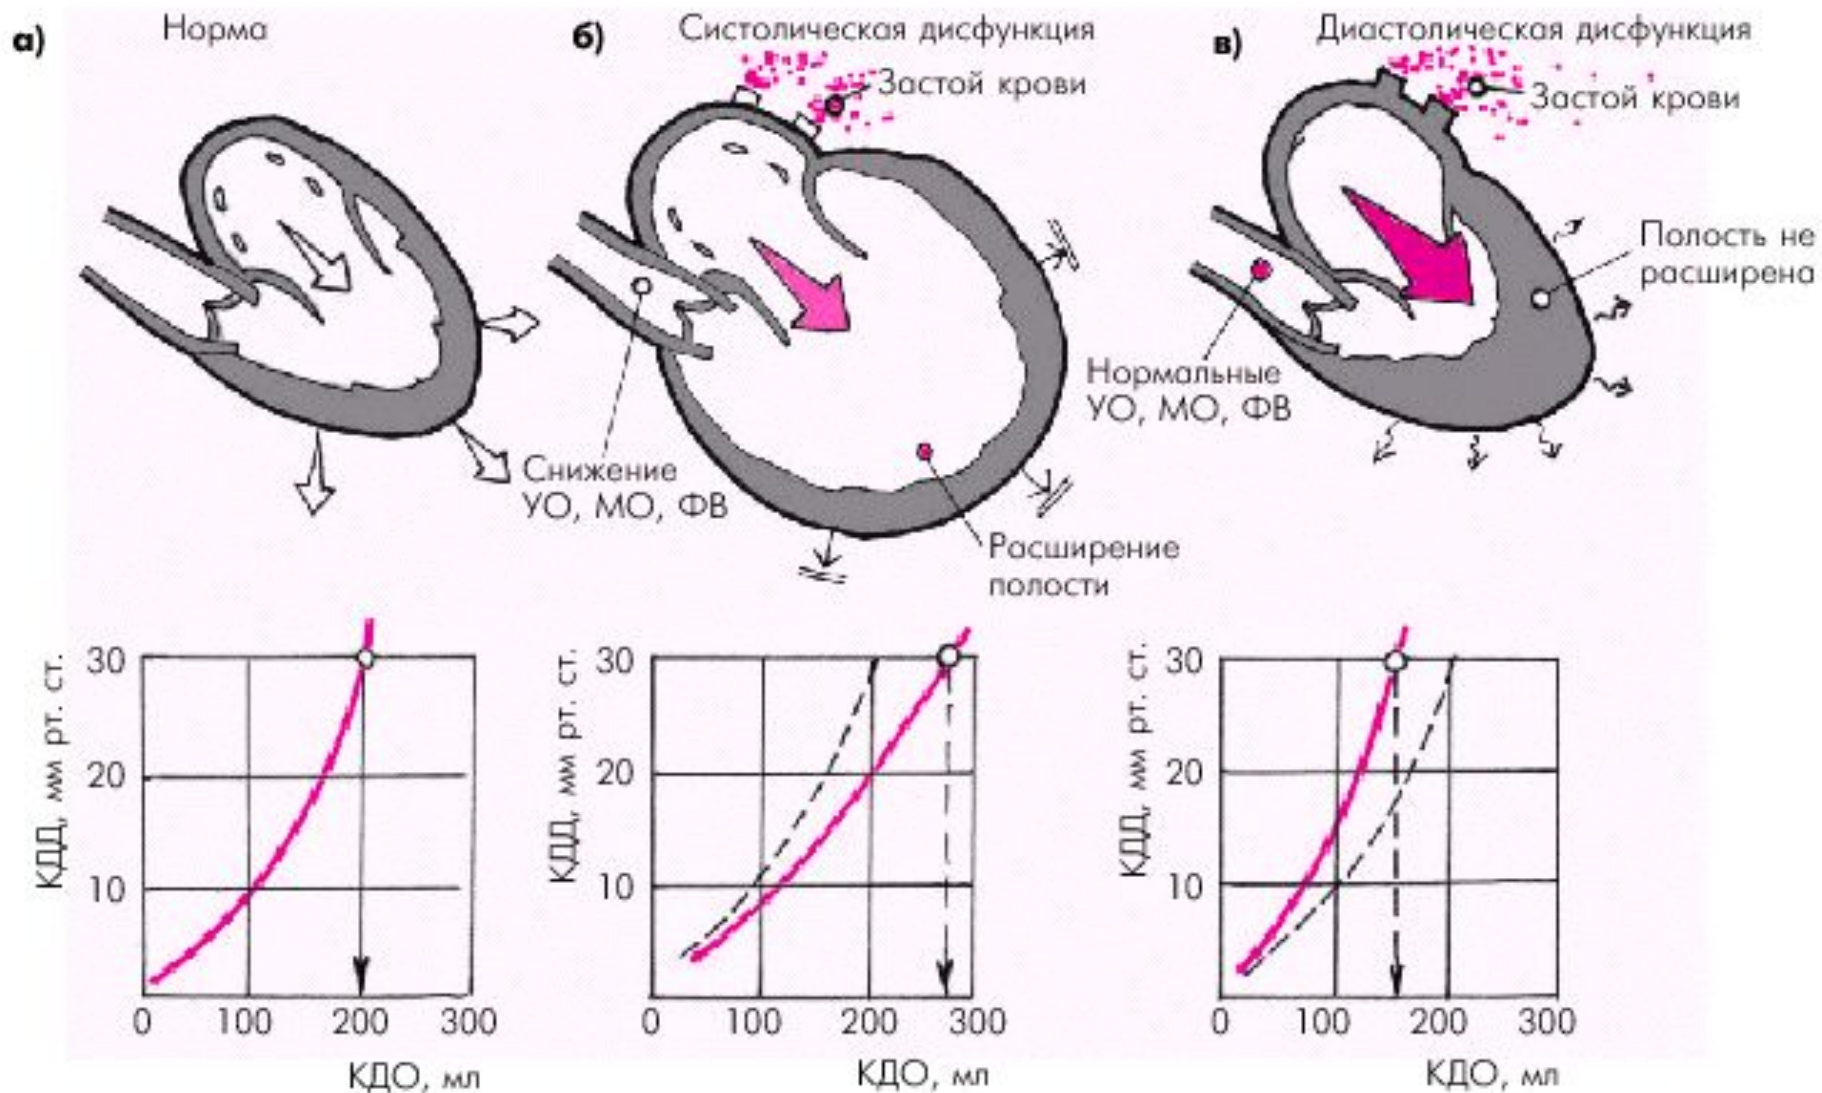 а)
Норма
б)
Систолическая дисфункция
Застой крови
в)
Диастолическая дисфункция
Застой крови
Полость не
расширена
Нормальные
УО, МО, ФВ
Снижение
УО, МО, ФВ
Расширение
полости
КДД, мм рт. ст.
30
20
10
0 100 200 300
КДО, мл
КДД, мм рт. ст.
30
20
10
0 100 200 300
КДО, мл
КДД, мм рт. ст.
30
20
10
0 100 200 300
КДО, мл